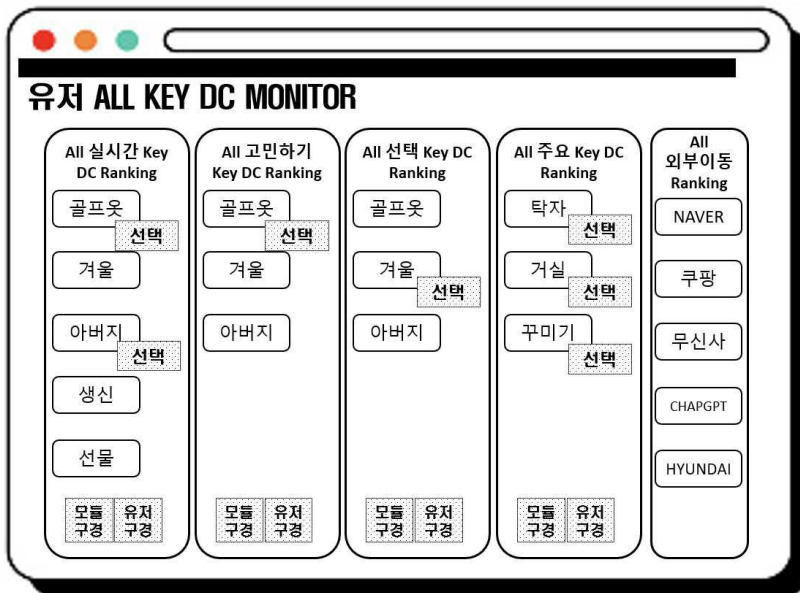 유저 ALL KEY DC MONITOR
All 실시간 Key
DC Ranking
골프옷
선택
겨울
아버지
선택
생신
선물
모듈
구경
유저
구경
All 고민하기
Key DC Ranking
골프옷
선택
겨울
아버지
모듈
구경
유저
구경
All 선택 Key DC
Ranking
골프옷
겨울
선택
아버지
모듈
구경
유저
구경
All 주요 Key DC
Ranking
탁자
선택
거실
선택
꾸미기
선택
모듈
구경
유저
구경
All
외부이동
Ranking
NAVER
쿠팡
무신사
CHAPGPT
HYUNDAI